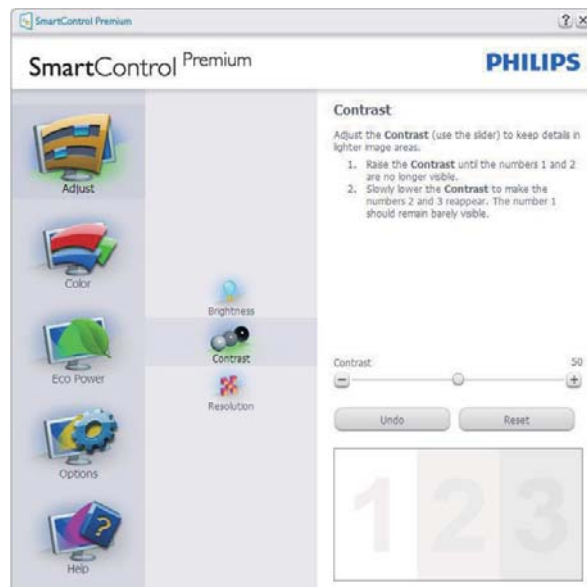 SmartControl Premium
SmartControl Premium
PHILIPS
Adjust
Color
Eco Power
Options
Help
Brightness
Contrast
Resolution
Contrast
Adjust the Contrast (use the slider) to keep details in
lighter image areas.
1. Raise the Contrast until the numbers 1 and 2
are no longer visible.
2. Slowly lower the Contrast to make the
numbers 2 and 3 reappear. The number 1
should remain barely visible.
Contrast 50
Undo Reset
1 2 3